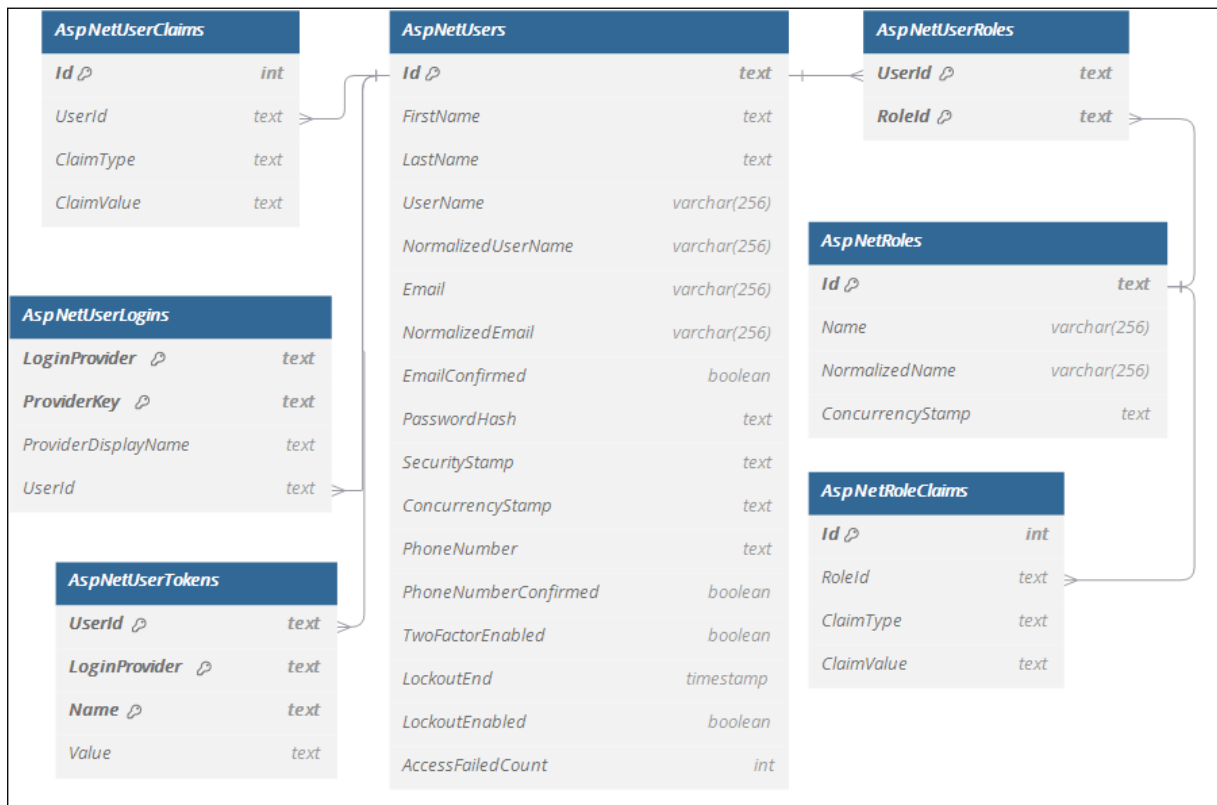 AspNetUserClaims
Id int
UserId text
ClaimType text
ClaimValue text
AspNetUserLogins
LoginProvider text
ProviderKey text
ProviderDisplayName text
UserId text
AspNetUserTokens
UserId text
LoginProvider text
Name text
Value text
AspNetUsers
Id text
FirstName text
LastName text
UserName varchar(256)
NormalizedUserName varchar(256)
Email varchar(256)
NormalizedEmail varchar(256)
EmailConfirmed boolean
PasswordHash text
SecurityStamp text
ConcurrencyStamp text
PhoneNumber text
PhoneNumberConfirmed boolean
TwoFactorEnabled boolean
LockoutEnd timestamp
LockoutEnabled boolean
AccessFailedCount int
AspNetUserRoles
UserId text
RoleId text
AspNetRoles
Id text
Name varchar(256)
NormalizedName varchar(256)
ConcurrencyStamp text
AspNetRoleClaims
Id int
RoleId text
ClaimType text
ClaimValue text